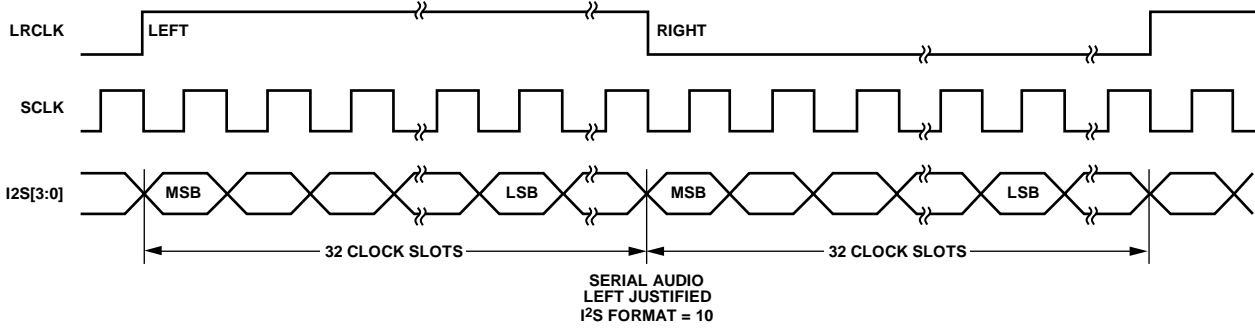 LRCLK
LEFT
RIGHT
SCLK
I2S[3:0]
MSB
LSB
MSB
LSB
32 CLOCK SLOTS
32 CLOCK SLOTS
SERIAL AUDIO
LEFT JUSTIFIED
I²S FORMAT = 10